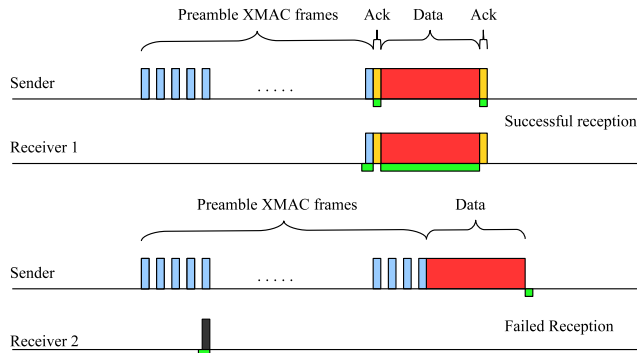 Preamble XMAC frames Ack Data Ack
Sender
. . . . .
Successful reception
Receiver 1
Preamble XMAC frames Data
Sender
. . . . .
Failed Reception
Receiver 2